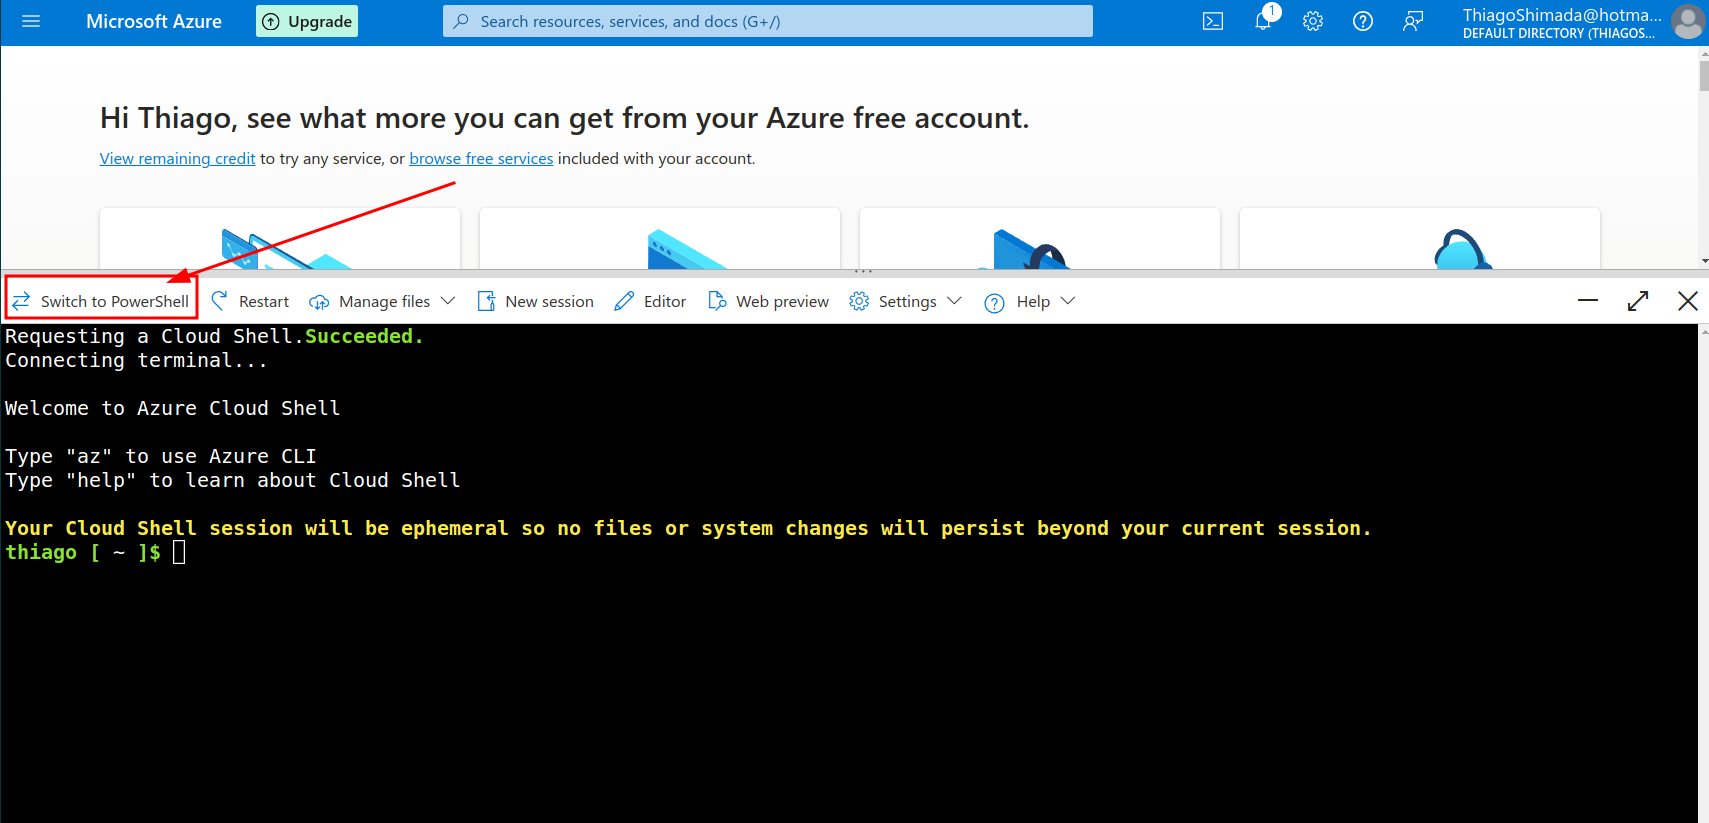 Microsoft Azure
Upgrade
Search resources, services, and docs (G+/)
1
ThiagoShimada@hotma...
DEFAULT DIRECTORY (THIAGOS...
Hi Thiago, see what more you can get from your Azure free account.
View remaining credit to try any service, or browse free services included with your account.
Switch to PowerShell
Restart
Manage files
New session
Editor
Web preview
Settings
Help
Requesting a Cloud Shell.Succeeded.
Connecting terminal...
Welcome to Azure Cloud Shell
Type "az" to use Azure CLI
Type "help" to learn about Cloud Shell
Your Cloud Shell session will be ephemeral so no files or system changes will persist beyond your current session.
thiago [ ~ ]$